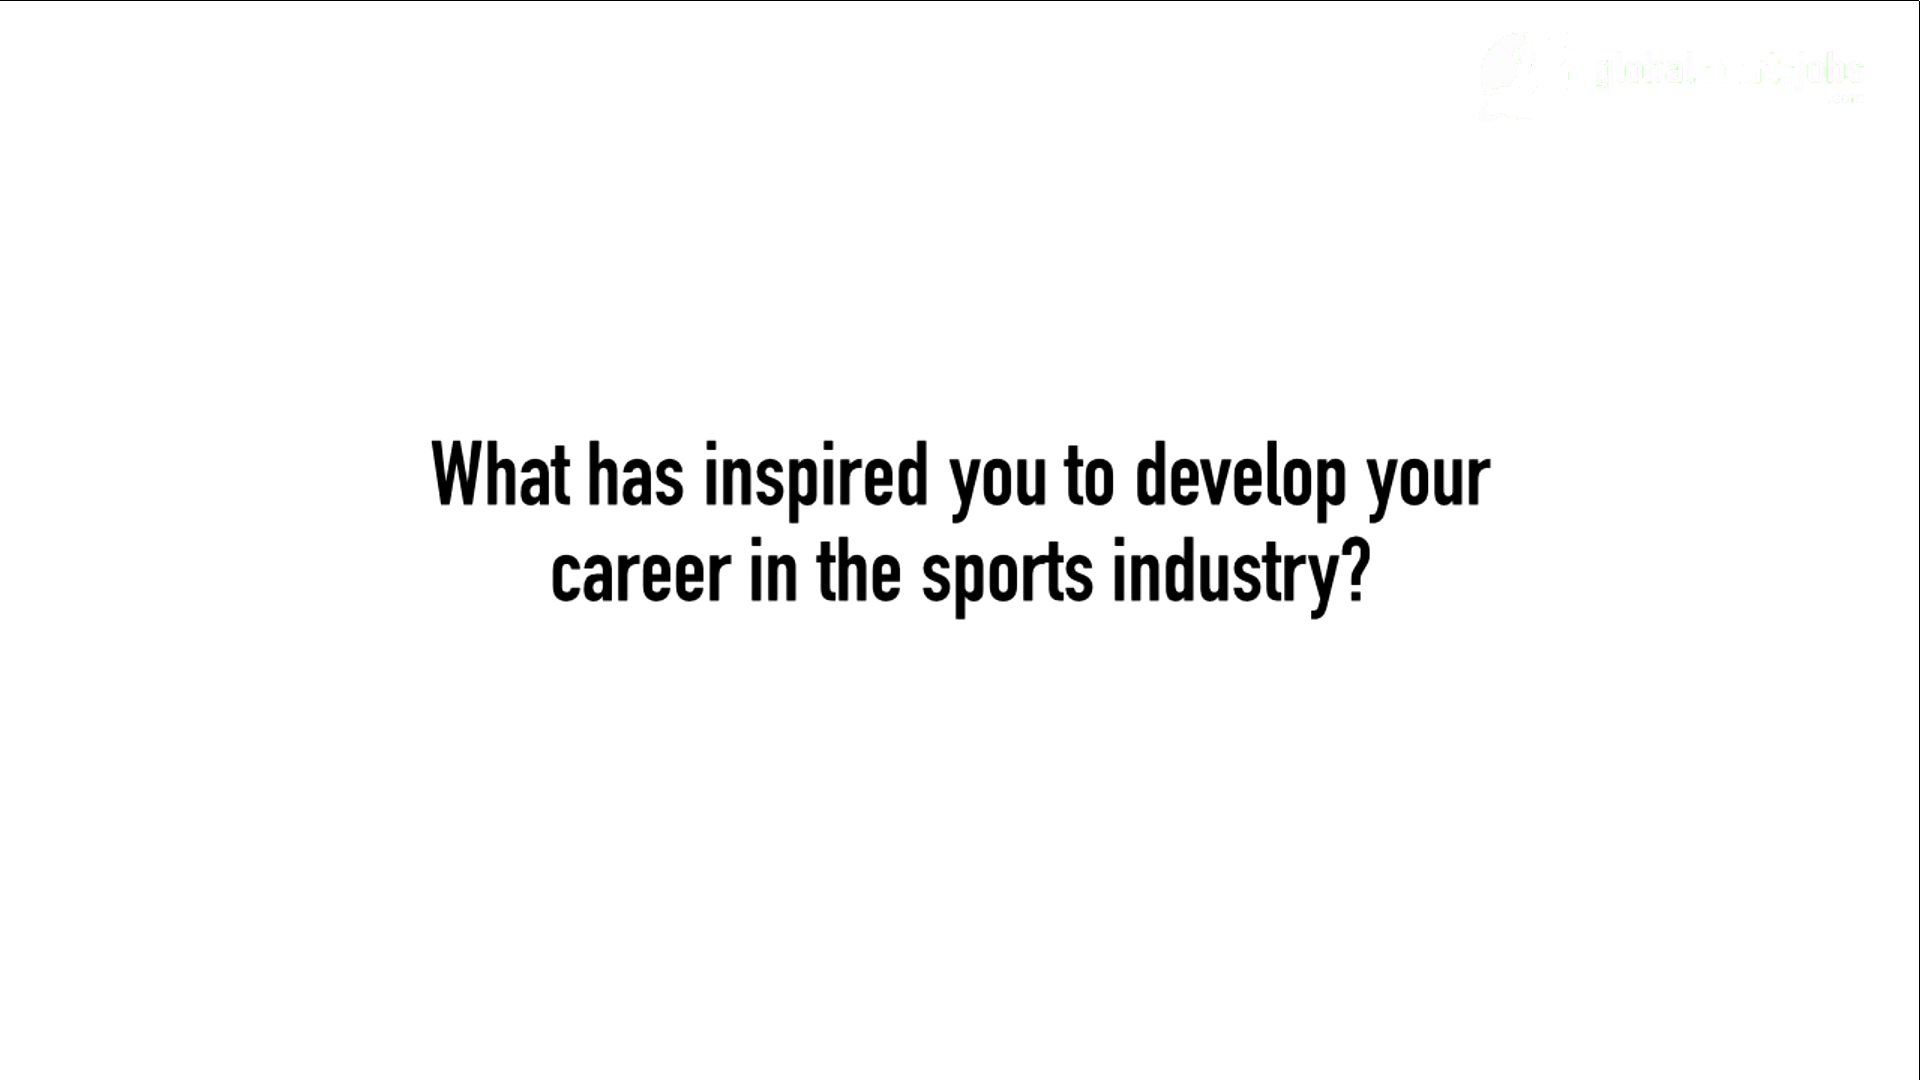 What has inspired you to develop your
career in the sports industry?